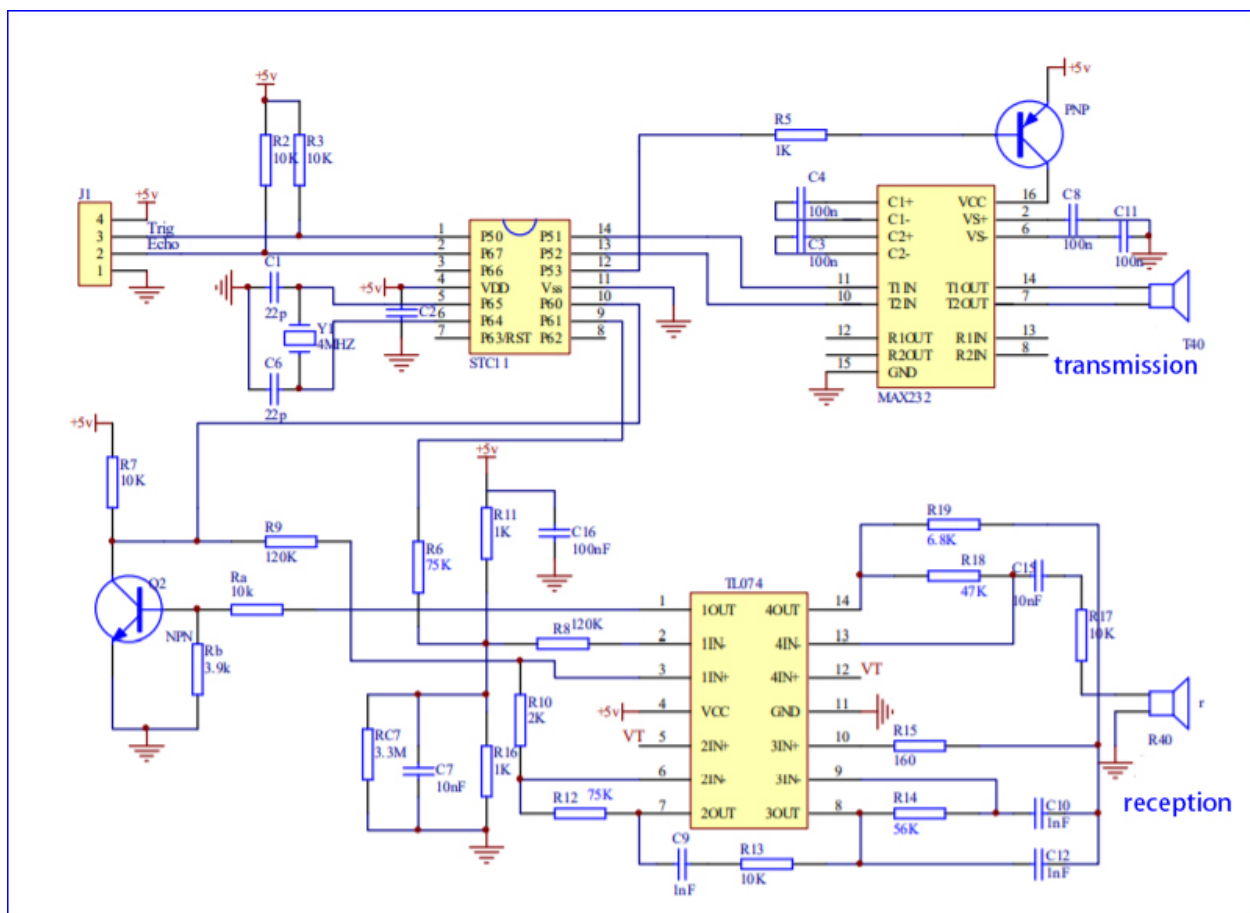 +5v
+5v
PNP
R2
10K
R3
10K
R5
1K
J1
+5v
4
3
2
1
Trig
Echo
1
2
3
4
5
6
7
P50
P67
P66
VDD
P65
P64
P63/RST
P51
P52
P53
Vss
P60
P61
P62
14
13
12
11
10
9
8
STC11
C1
22p
Y1
4MHZ
C6
22p
+5v
C2
C4
100n
C3
100n
C1+
C1-
C2+
C2-
VCC
VS+
VS-
16
2
6
C8
100n
C11
100n
11
10
T1IN
T2IN
T1OUT
T2OUT
14
7
12
R1OUT
R2OUT
15
GND
R1IN
R2IN
13
8
MAX232
T40
transmission
+5v
R7
10K
R9
120K
Q2
NPN
Ra
10k
Rb
3.9k
R6
75K
+5v
R11
1K
C16
100nF
R8
120K
RC7
3.3M
C7
10nF
R16
1K
R10
2K
R12
75K
TL074
1
2
3
4
5
6
7
1OUT
1IN-
1IN+
VCC
2IN+
2IN-
2OUT
4OUT
4IN-
4IN+
GND
3IN+
3IN-
3OUT
14
13
12
11
10
9
8
+5v
VT
VT
R19
6.8K
R18
47K
C15
10nF
R17
10K
r
R40
R15
160
R14
56K
C10
1nF
C12
1nF
C9
1nF
R13
10K
reception